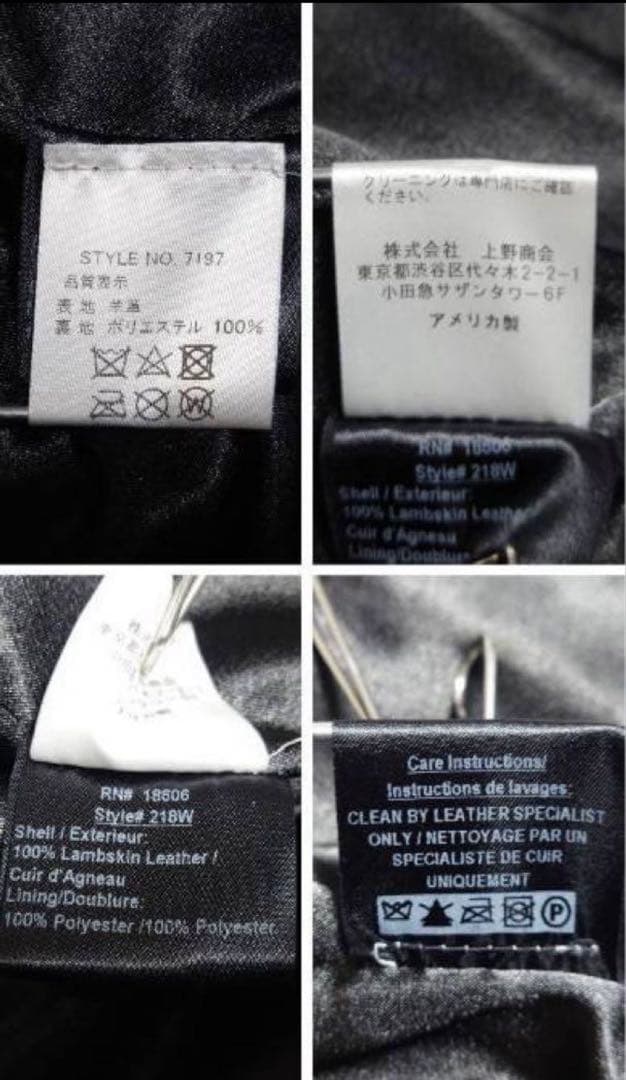 STYLE NO. 7197
品質表示
表 地 羊革
裏 地 ポリエステル 100%
W
クリーニングは専門店にご確認
ください。
株式会社 上野商会
東京都渋谷区代々木2-2-1
小田急サザンタワー6F
アメリカ製
RN# 18606
Style# 218W
Shell / Exterieur:
100% Lambskin Leather
Cuir d'Agneau
Lining/Doublure
RN# 18606
Style# 218W
Shell / Exterieur:
100% Lambskin Leather /
Cuir d'Agneau
Lining/Doublure:
100% Polyester /100% Polyester
Care Instructions/
Instructions de lavages:
CLEAN BY LEATHER SPECIALIST
ONLY / NETTOYAGE PAR UN
SPECIALISTE DE CUIR
UNIQUEMENT
P